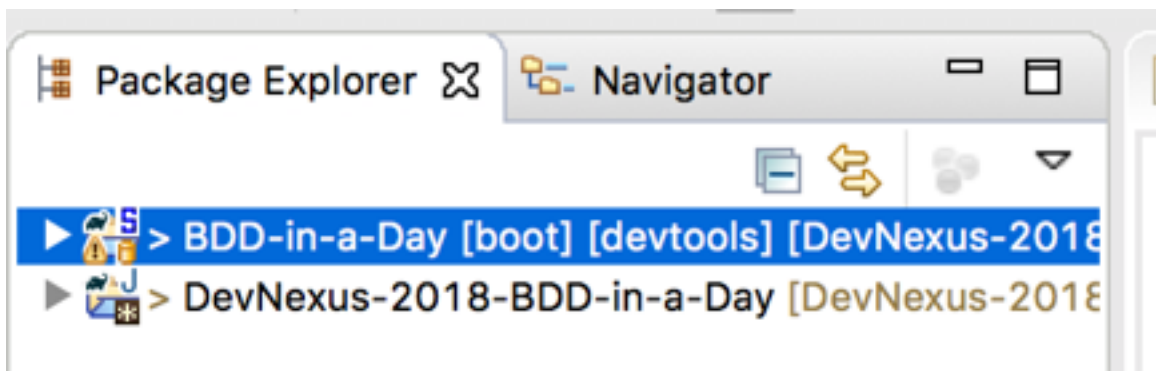 Package Explorer Navigator
> BDD-in-a-Day [boot] [devtools] [DevNexus-2018
> DevNexus-2018-BDD-in-a-Day [DevNexus-2018